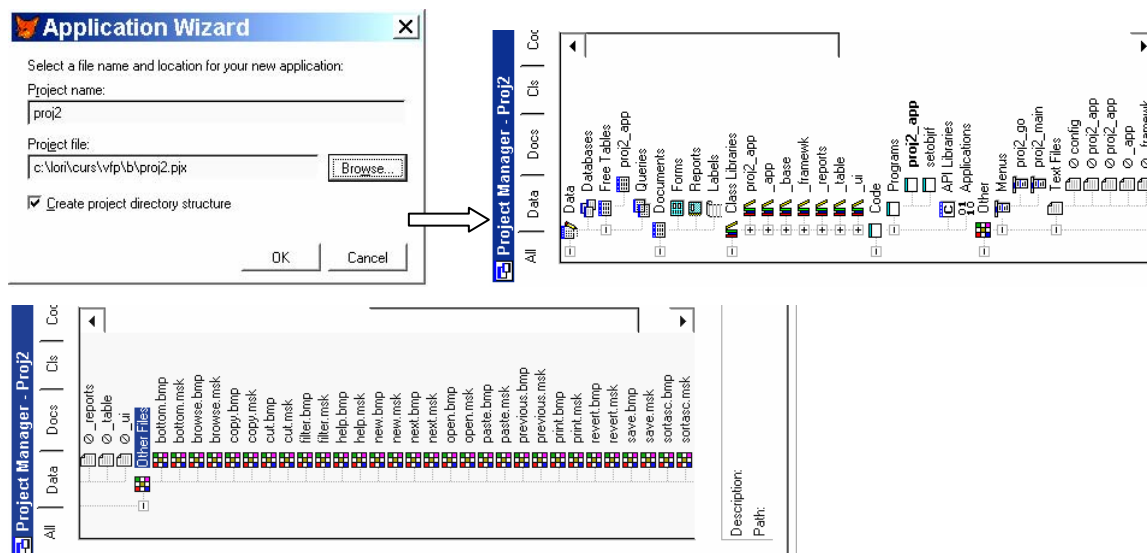 Application Wizard
Select a file name and location for your new application:
Project name:
proj2
Project file:
c:\lori\curs\vfp\b\proj2.pjx
Browse...
Create project directory structure
OK
Cancel
Project Manager - Proj2
All
Data
Docs
Cls
Coc
Data
Databases
Free Tables
proj2_app
Queries
Documents
Forms
Reports
Labels
Class Libraries
proj2_app
_app
_base
_framewk
_reports
_table
_ui
Code
Programs
proj2_app
setobjrf
API Libraries
Applications
Other
Menus
proj2_go
proj2_main
Text Files
config
proj2_app
proj2_app
_app
_framewk
Project Manager - Proj2
All
Data
Docs
Cls
Coc
_reports
_table
_ui
Other Files
bottom.bmp
bottom.msk
browse.bmp
browse.msk
copy.bmp
copy.msk
cut.bmp
cut.msk
filter.bmp
filter.msk
help.bmp
help.msk
new.bmp
new.msk
next.bmp
next.msk
open.bmp
open.msk
paste.bmp
paste.msk
previous.bmp
previous.msk
print.bmp
print.msk
revert.bmp
revert.msk
save.bmp
save.msk
sortasc.bmp
sortasc.msk
Description:
Path: